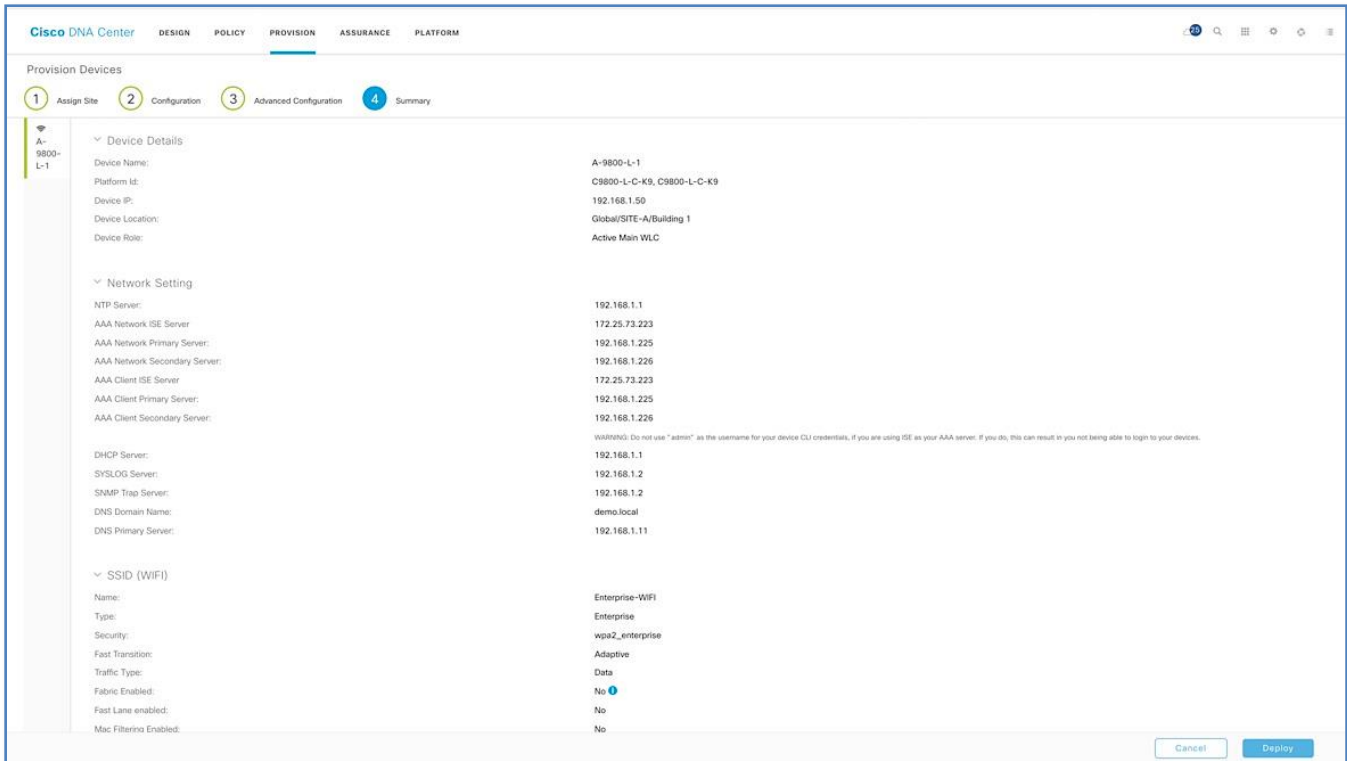 Cisco DNA Center DESIGN POLICY PROVISION ASSURANCE PLATFORM 25
Provision Devices
1 Assign Site 2 Configuration 3 Advanced Configuration 4 Summary
A-
9800-
L-1
Device Details
Device Name: A-9800-L-1
Platform Id: C9800-L-C-K9, C9800-L-C-K9
Device IP: 192.168.1.50
Device Location: Global/SITE-A/Building 1
Device Role: Active Main WLC
Network Setting
NTP Server: 192.168.1.1
AAA Network ISE Server 172.25.73.223
AAA Network Primary Server: 192.168.1.225
AAA Network Secondary Server: 192.168.1.226
AAA Client ISE Server 172.25.73.223
AAA Client Primary Server: 192.168.1.225
AAA Client Secondary Server: 192.168.1.226
WARNING: Do not use "admin" as the username for your device CLI credentials, if you are using ISE as your AAA server. If you do, this can result in you not being able to login to your devices.
DHCP Server: 192.168.1.1
SYSLOG Server: 192.168.1.2
SNMP Trap Server: 192.168.1.2
DNS Domain Name: demo.local
DNS Primary Server: 192.168.1.11
SSID (WIFI)
Name: Enterprise-WIFI
Type: Enterprise
Security: wpa2_enterprise
Fast Transition: Adaptive
Traffic Type: Data
Fabric Enabled: No
Fast Lane enabled: No
Mac Filtering Enabled: No
Cancel Deploy